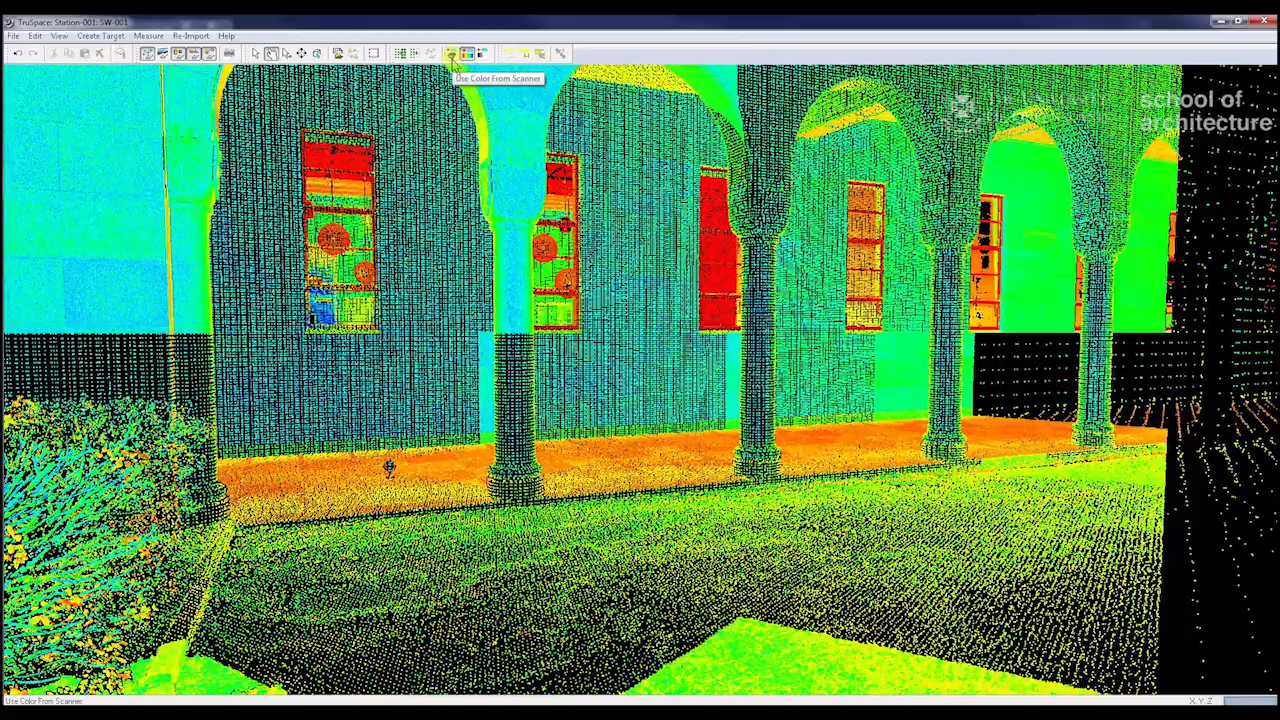 TruSpace: Station-001: SW-001
File Edit View Create Target Measure Re-Import Help
Use Color From Scanner
school of
architecture
Use Color From Scanner
X,Y,Z